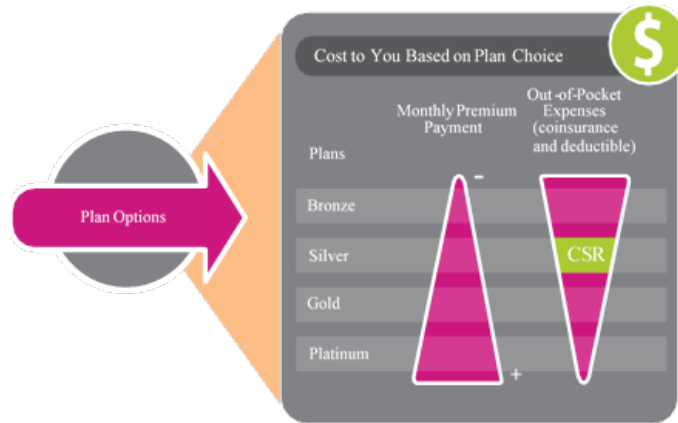 $
Cost to You Based on Plan Choice
Monthly Premium
Payment
Out-of-Pocket
Expenses
(coinsurance
and deductible)
Plans
-
Bronze
Plan Options
Silver
CSR
Gold
Platinum
+